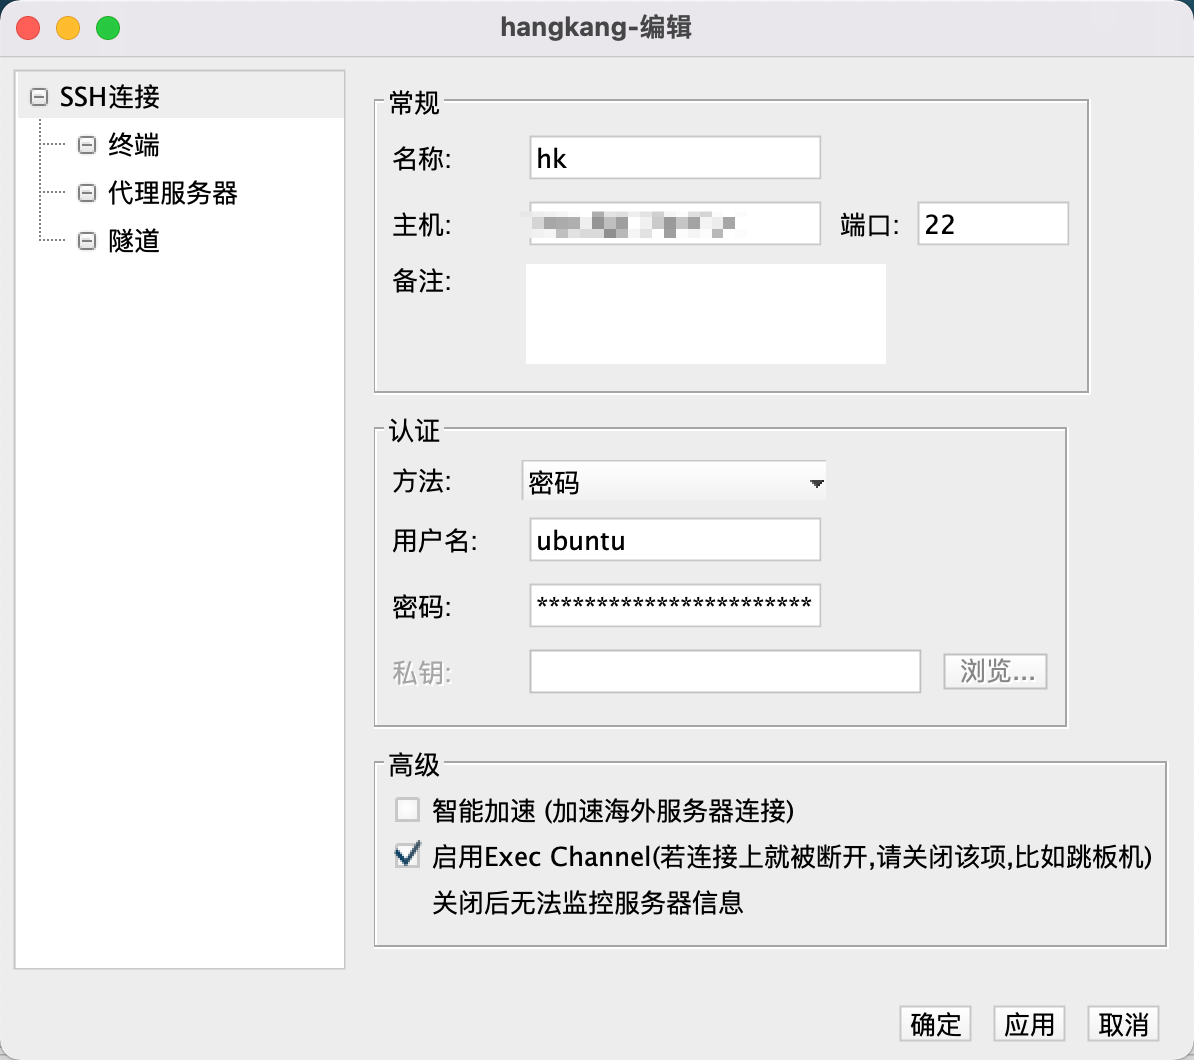 hangkang-编辑
SSH连接
终端
代理服务器
隧道
常规
名称: hk
主机: 端口: 22
备注:
认证
方法: 密码
用户名: ubuntu
密码: ***********************
私钥: 浏览...
高级
智能加速 (加速海外服务器连接)
启用Exec Channel(若连接上就被断开,请关闭该项,比如跳板机)
关闭后无法监控服务器信息
确定 应用 取消